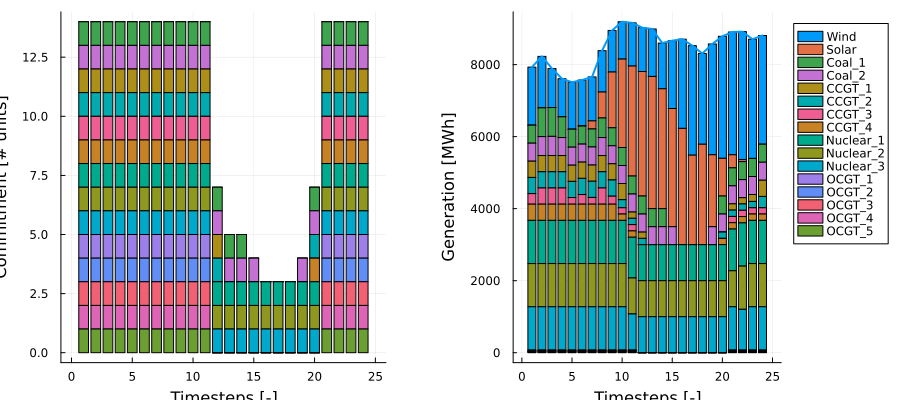 12.5
10.0
7.5
5.0
2.5
0.0
0
5
10
15
20
25
Timesteps [-]
Generation [MWh]
8000
6000
4000
2000
0
0
5
10
15
20
25
Timesteps [-]
Wind
Solar
Coal_1
Coal_2
CCGT_1
CCGT_2
CCGT_3
CCGT_4
Nuclear_1
Nuclear_2
Nuclear_3
OCGT_1
OCGT_2
OCGT_3
OCGT_4
OCGT_5